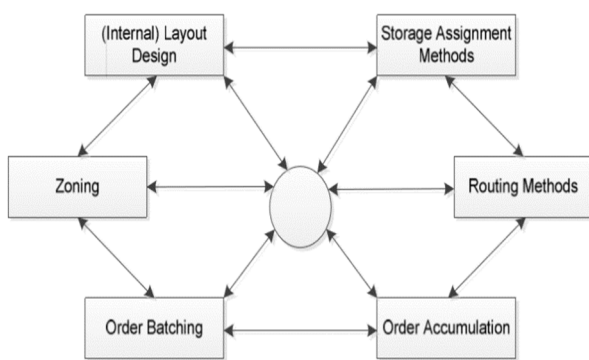 (Internal) Layout
Design
Storage Assignment
Methods
Zoning
Routing Methods
Order Batching
Order Accumulation